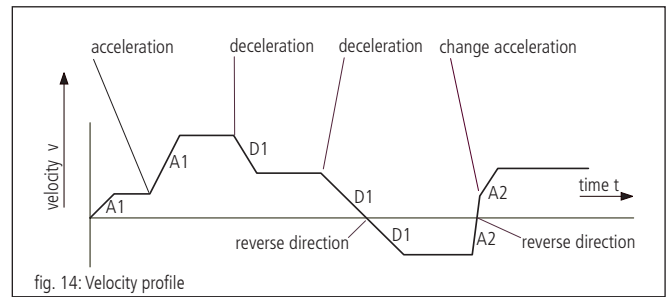 acceleration
deceleration
deceleration
change acceleration
velocity v
A1
A1
D1
D1
D1
A2
A2
time t
reverse direction
reverse direction
fig. 14: Velocity profile